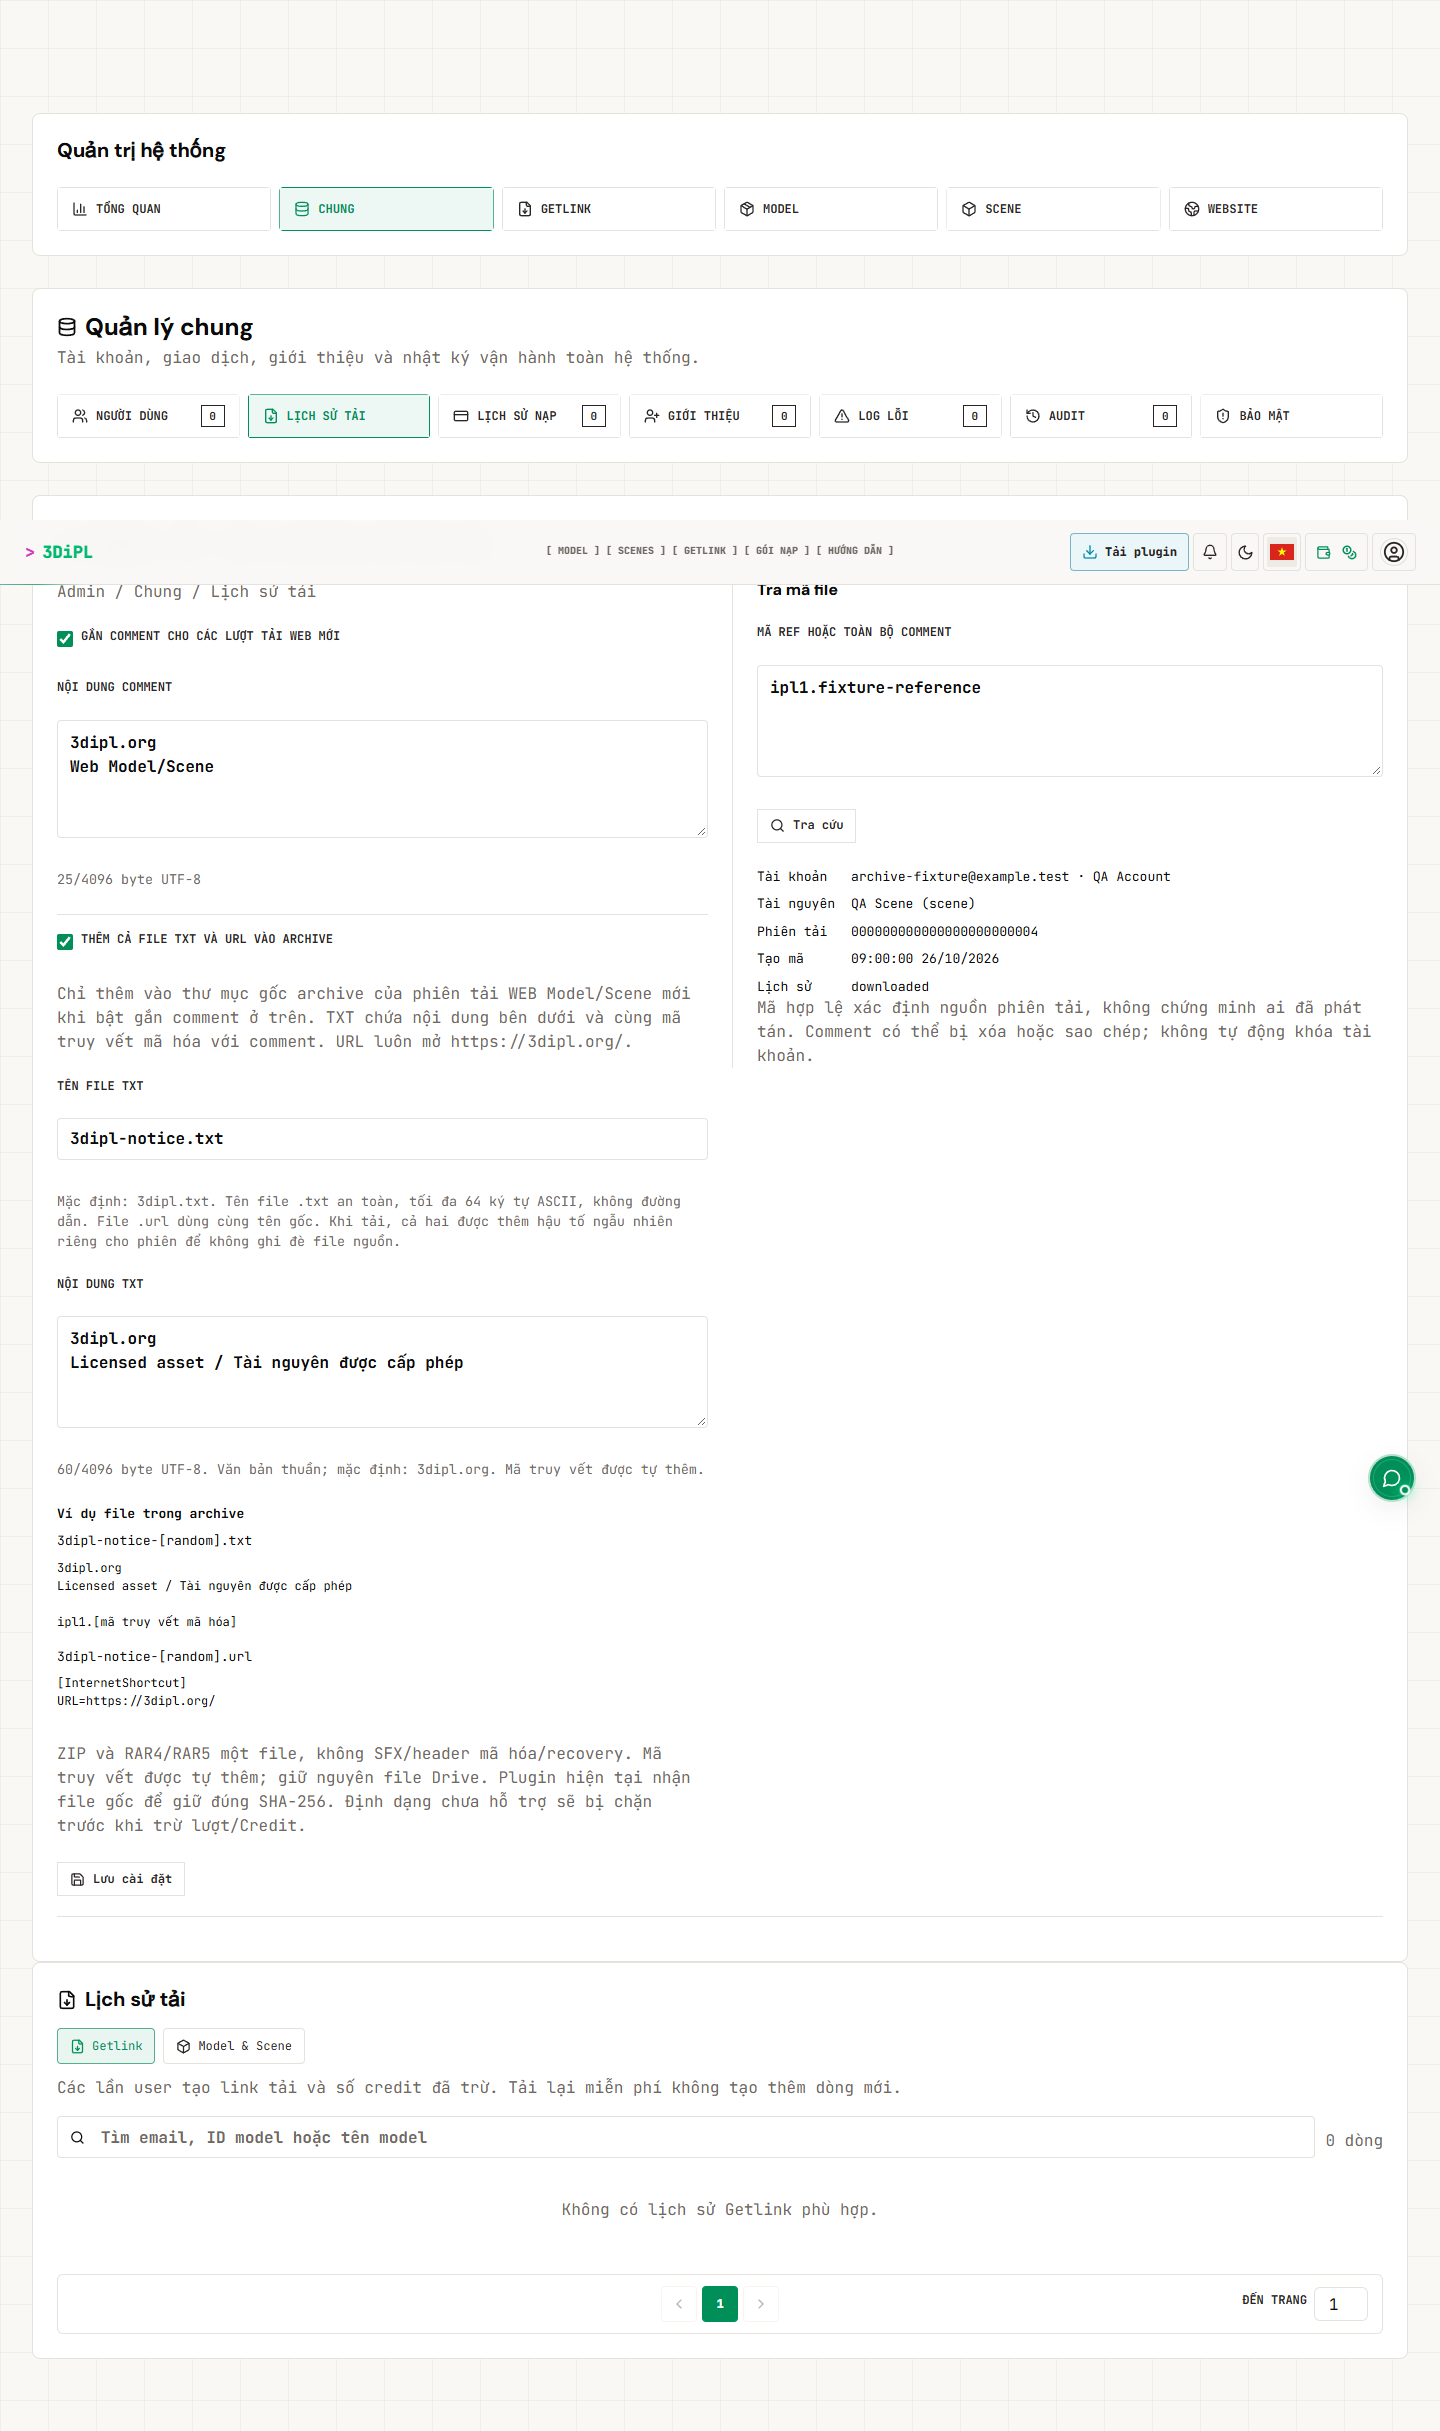 Quản trị hệ thống
TỔNG QUAN
CHUNG
GETLINK
MODEL
SCENE
WEBSITE
Quản lý chung
Tài khoản, giao dịch, giới thiệu và nhật ký vận hành toàn hệ thống.
NGƯỜI DÙNG 0
LỊCH SỬ TẢI
LỊCH SỬ NẠP 0
GIỚI THIỆU 0
LOG LỖI 0
AUDIT 0
BẢO MẬT
> 3DiPL
[ MODEL ] [ SCENES ] [ GETLINK ] [ GÓI NẠP ] [ HƯỚNG DẪN ]
Tải plugin
Admin / Chung / Lịch sử tải
GẮN COMMENT CHO CÁC LƯỢT TẢI WEB MỚI
NỘI DUNG COMMENT
3dipl.org
Web Model/Scene
25/4096 byte UTF-8
THÊM CẢ FILE TXT VÀ URL VÀO ARCHIVE
Chỉ thêm vào thư mục gốc archive của phiên tải WEB Model/Scene mới
khi bật gắn comment ở trên. TXT chứa nội dung bên dưới và cùng mã
truy vết mã hóa với comment. URL luôn mở https://3dipl.org/.
TÊN FILE TXT
3dipl-notice.txt
Mặc định: 3dipl.txt. Tên file .txt an toàn, tối đa 64 ký tự ASCII, không đường
dẫn. File .url dùng cùng tên gốc. Khi tải, cả hai được thêm hậu tố ngẫu nhiên
riêng cho phiên để không ghi đè file nguồn.
NỘI DUNG TXT
3dipl.org
Licensed asset / Tài nguyên được cấp phép
60/4096 byte UTF-8. Văn bản thuần; mặc định: 3dipl.org. Mã truy vết được tự thêm.
Ví dụ file trong archive
3dipl-notice-[random].txt
3dipl.org
Licensed asset / Tài nguyên được cấp phép
ipl1.[mã truy vết mã hóa]
3dipl-notice-[random].url
[InternetShortcut]
URL=https://3dipl.org/
ZIP và RAR4/RAR5 một file, không SFX/header mã hóa/recovery. Mã
truy vết được tự thêm; giữ nguyên file Drive. Plugin hiện tại nhận
file gốc để giữ đúng SHA-256. Định dạng chưa hỗ trợ sẽ bị chặn
trước khi trừ lượt/Credit.
Lưu cài đặt
Tra mã file
MÃ REF HOẶC TOÀN BỘ COMMENT
ipl1.fixture-reference
Tra cứu
Tài khoản archive-fixture@example.test · QA Account
Tài nguyên QA Scene (scene)
Phiên tải 000000000000000000000004
Tạo mã 09:00:00 26/10/2026
Lịch sử downloaded
Mã hợp lệ xác định nguồn phiên tải, không chứng minh ai đã phát
tán. Comment có thể bị xóa hoặc sao chép; không tự động khóa tài
khoản.
Lịch sử tải
Getlink
Model & Scene
Các lần user tạo link tải và số credit đã trừ. Tải lại miễn phí không tạo thêm dòng mới.
Tìm email, ID model hoặc tên model
0 dòng
Không có lịch sử Getlink phù hợp.
1
ĐẾN TRANG 1